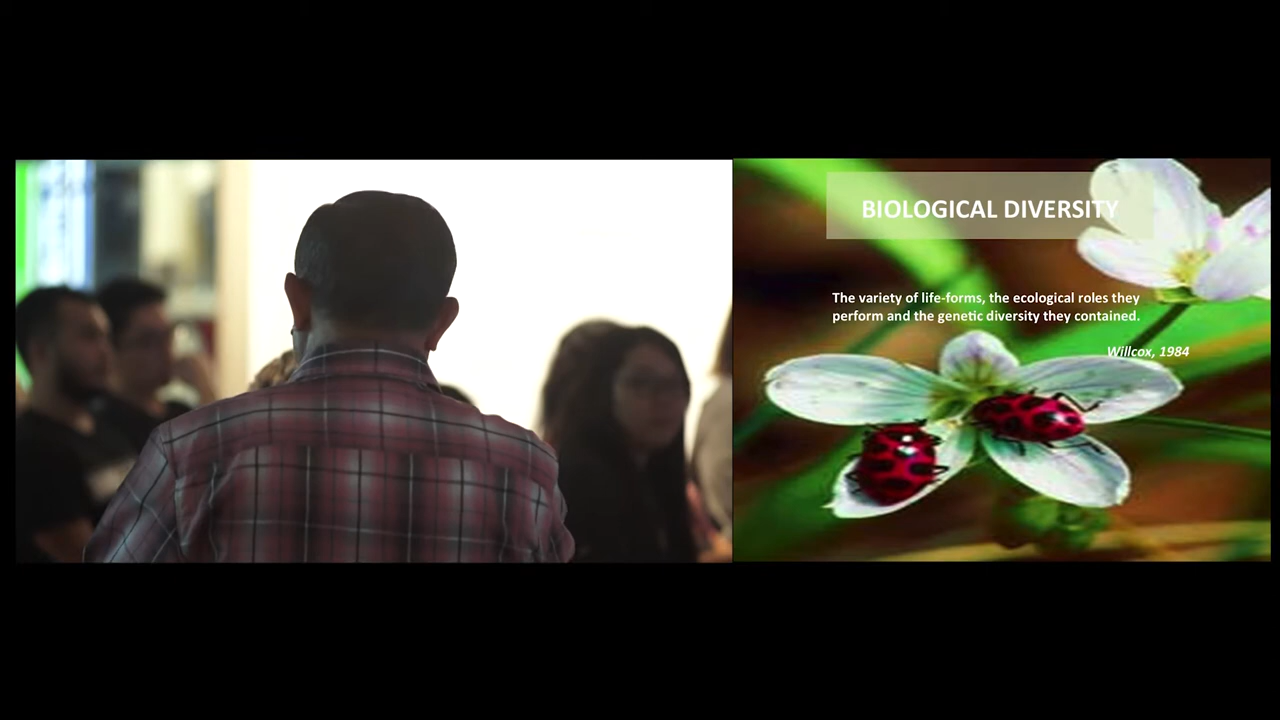 BIOLOGICAL DIVERSITY
The variety of life-forms, the ecological roles they
perform and the genetic diversity they contained.
Willcox, 1984